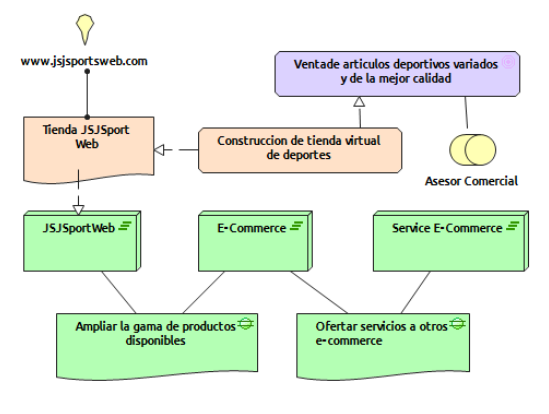 www.jsjsportsweb.com
Ventade articulos deportivos variados
y de la mejor calidad
Tienda JSJSport
Web
Construccion de tienda virtual
de deportes
Asesor Comercial
JSJSportWeb
E-Commerce
Service E-Commerce
Ampliar la gama de productos
disponibles
Ofertar servicios a otros
e-commerce